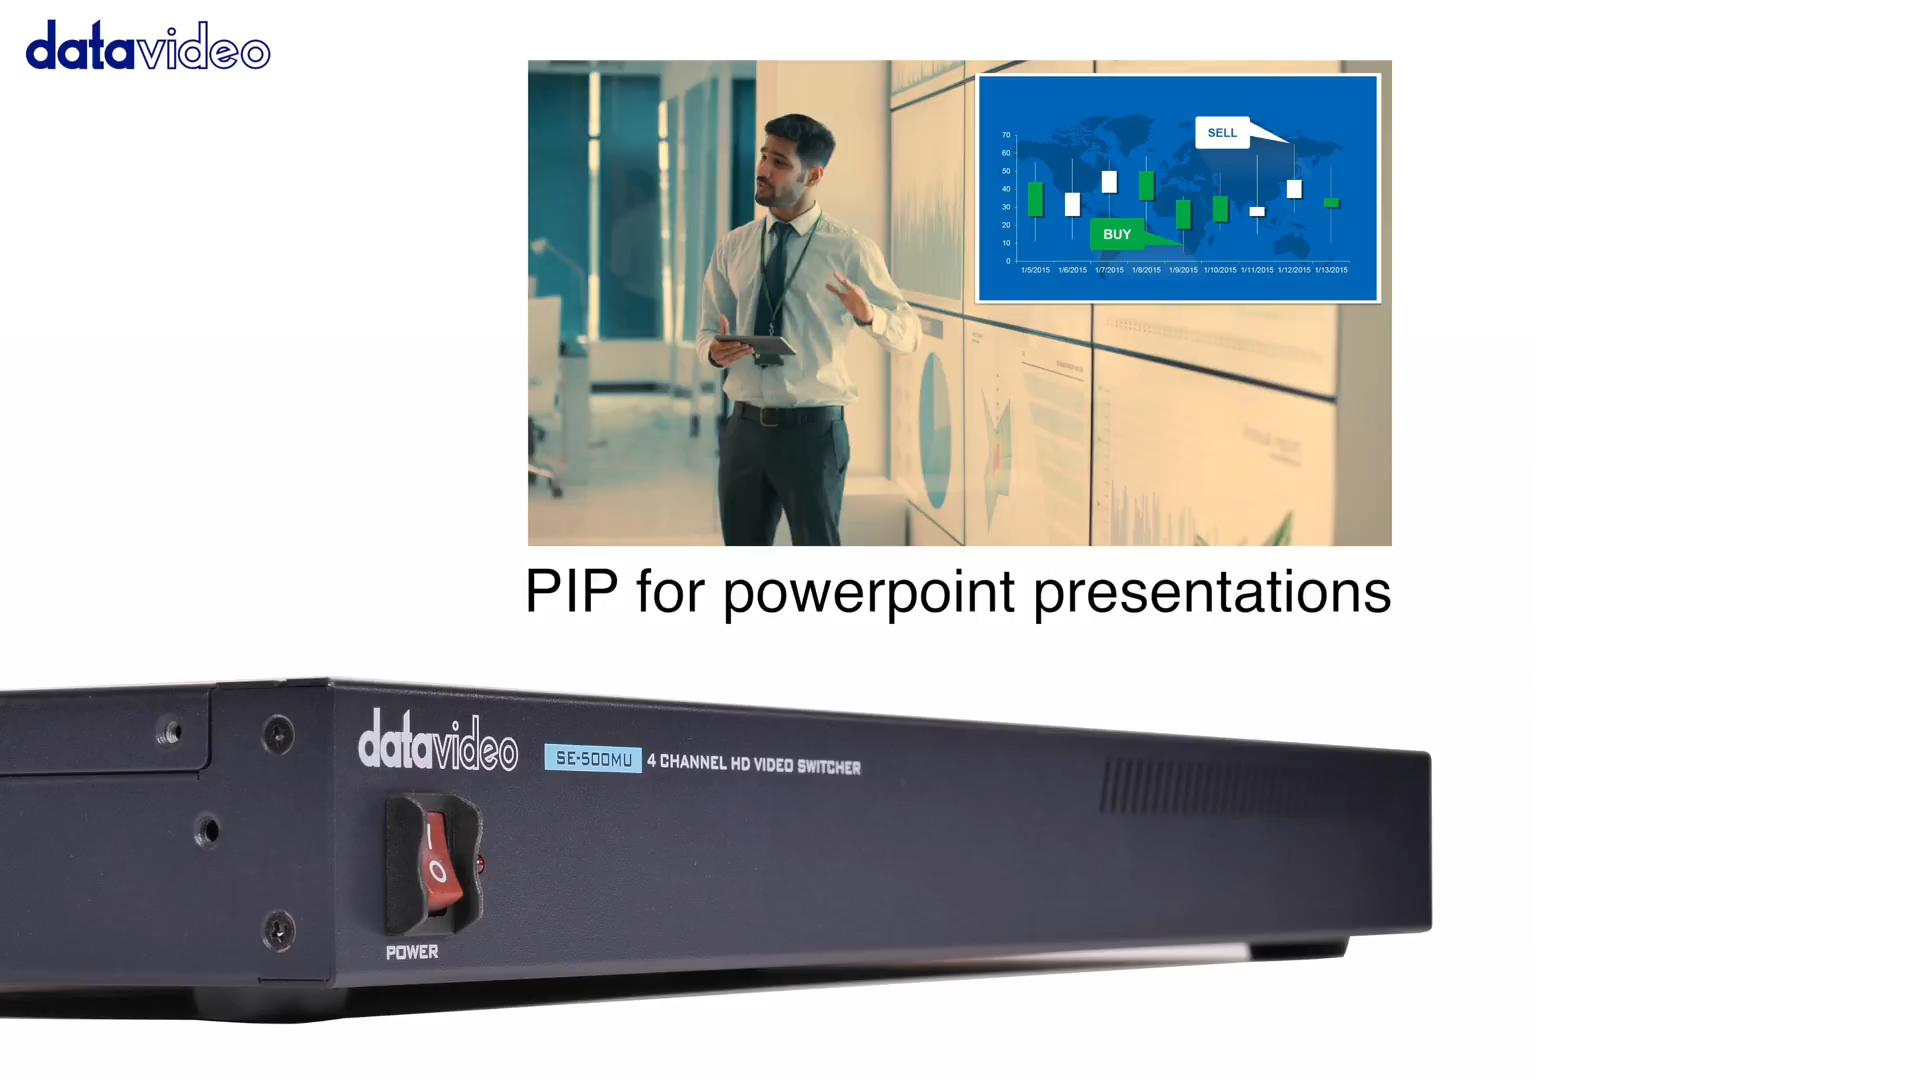 datavideo
SELL
70
60
50
40
30
20
10
0
BUY
1/5/2015 1/6/2015 1/7/2015 1/8/2015 1/9/2015 1/10/2015 1/11/2015 1/12/2015 1/13/2015
PIP for powerpoint presentations
datavideo SE-500MU 4 CHANNEL HD VIDEO SWITCHER
POWER